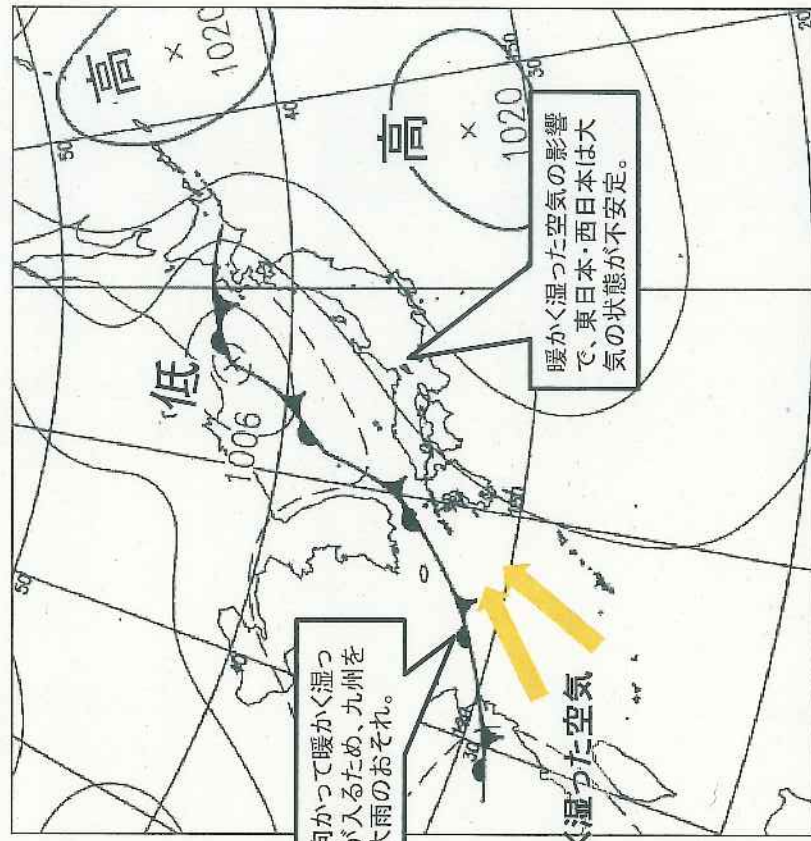 高
1020
高
1020
低
1006
暖かく湿った空気の影響
で、東日本・西日本は大
気の状態が不安定。
向かって暖かく湿っ
が入るため、九州を
大雨のおそれ。
湿った空気
50
40
30
20
50
30